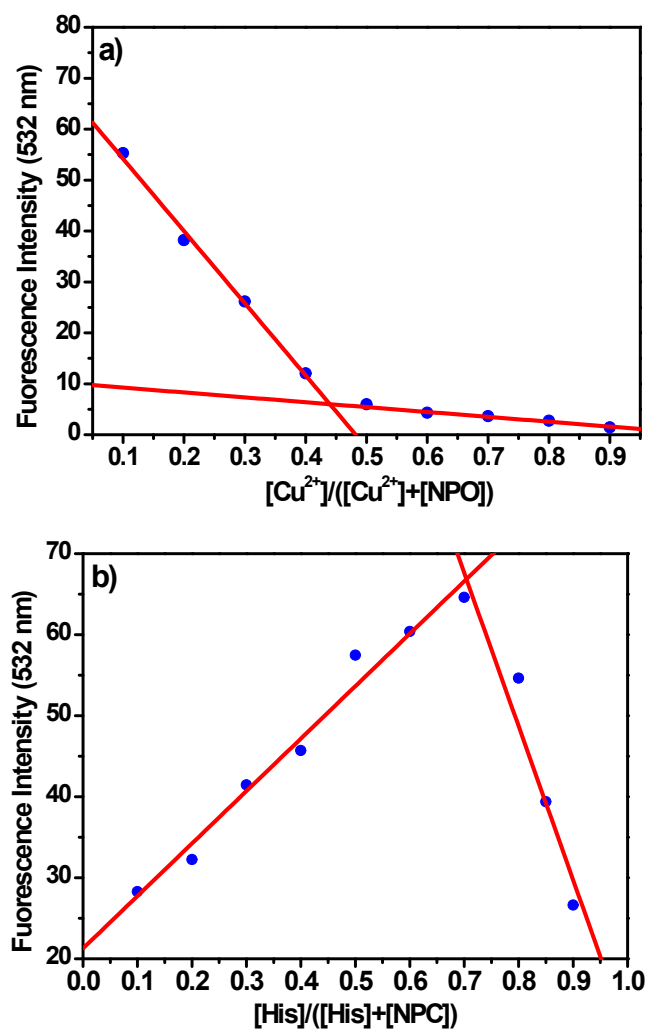 a)
80
70
60
50
40
30
20
10
0
Fuorescence Intensity (532 nm)
0.1 0.2 0.3 0.4 0.5 0.6 0.7 0.8 0.9
[Cu²⁺]/([Cu²⁺]+[NPO])
b)
70
60
50
40
30
20
Fuorescence Intensity (532 nm)
0.0 0.1 0.2 0.3 0.4 0.5 0.6 0.7 0.8 0.9 1.0
[His]/([His]+[NPC])